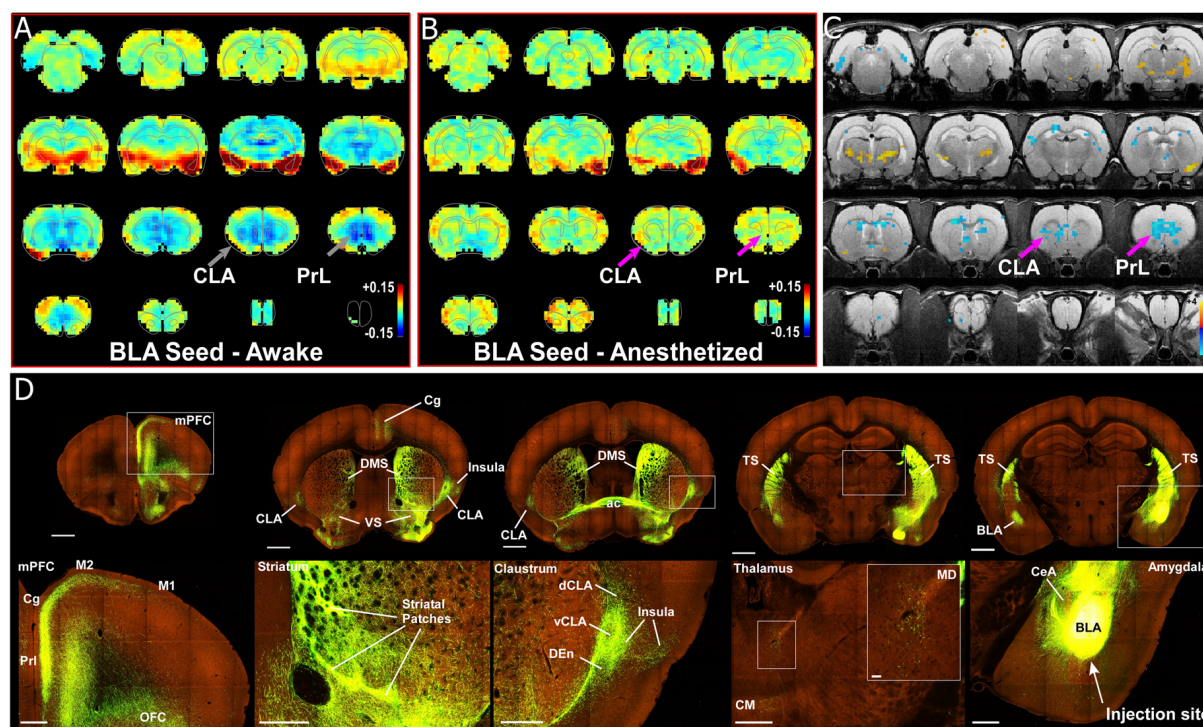 A
B
C
CLA
PrL
+0.15
-0.15
BLA Seed - Awake
CLA
PrL
+0.15
-0.15
BLA Seed - Anesthetized
CLA
PrL
+4
D
mPFC
Cg
DMS
Insula
CLA
VS
CLA
DMS
ac
CLA
TS
TS
TS
TS
BLA
mPFC
M2
M1
Cg
Prl
OFC
Striatum
Striatal
Patches
Claustrum
dCLA
vCLA
Insula
DEn
Thalamus
MD
CM
CeA
Amygdala
BLA
Injection site